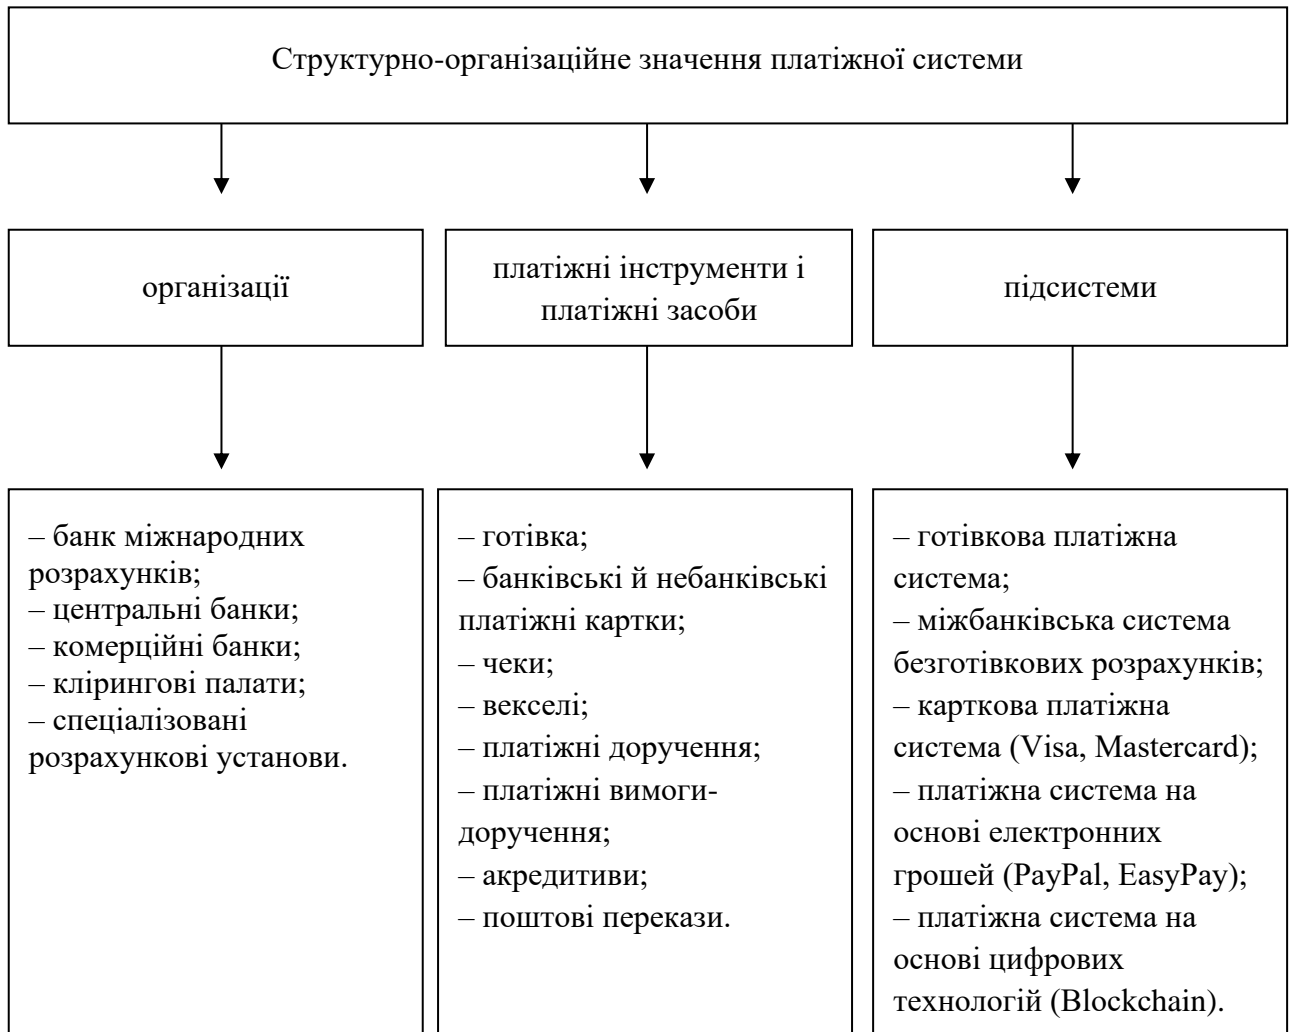 Структурно-організаційне значення платіжної системи
організації
платіжні інструменти і
платіжні засоби
підсистеми
– банк міжнародних
розрахунків;
– центральні банки;
– комерційні банки;
– клірингові палати;
– спеціалізовані
розрахункові установи.
– готівка;
– банківські й небанківські
платіжні картки;
– чеки;
– векселі;
– платіжні доручення;
– платіжні вимоги-
доручення;
– акредитиви;
– поштові перекази.
– готівкова платіжна
система;
– міжбанківська система
безготівкових розрахунків;
– карткова платіжна
система (Visa, Mastercard);
– платіжна система на
основі електронних
грошей (PayPal, EasyPay);
– платіжна система на
основі цифрових
технологій (Blockchain).